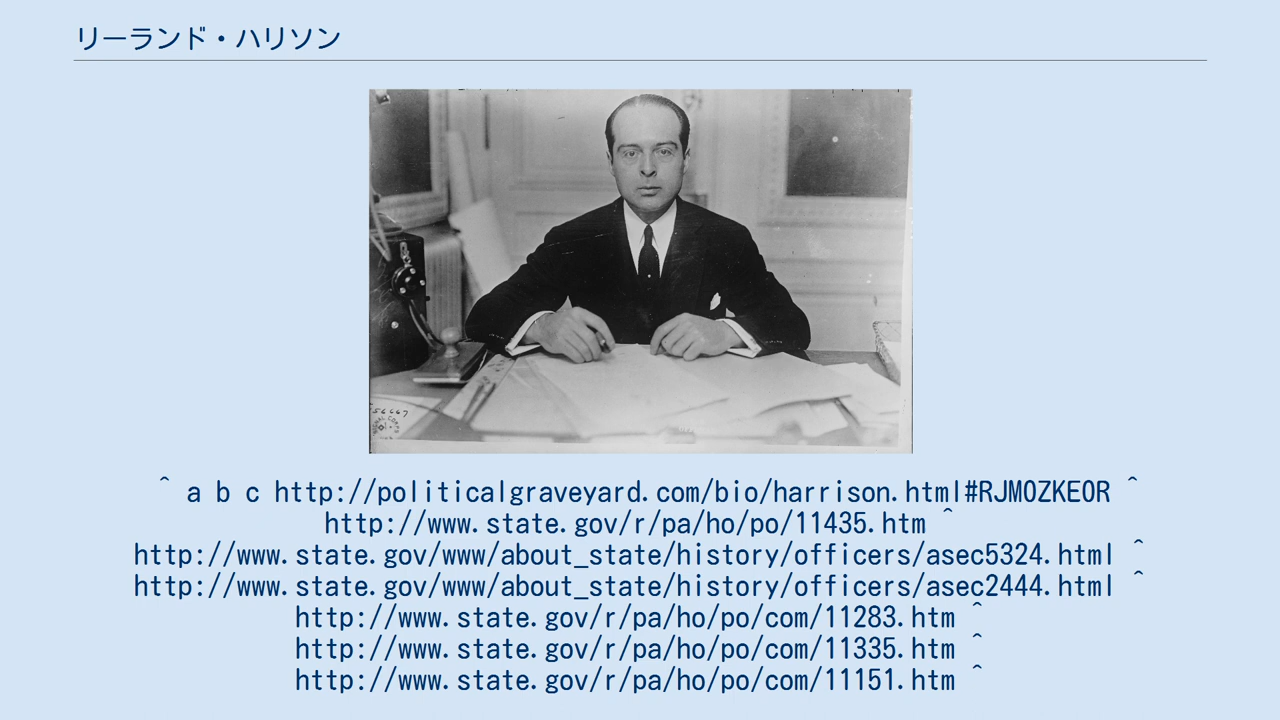 リーランド・ハリソン
56667
^ a b c http://politicalgraveyard.com/bio/harrison.html#RJM0ZKE0R ^
http://www.state.gov/r/pa/ho/po/11435.htm ^
http://www.state.gov/www/about_state/history/officers/asec5324.html ^
http://www.state.gov/www/about_state/history/officers/asec2444.html ^
http://www.state.gov/r/pa/ho/po/com/11283.htm ^
http://www.state.gov/r/pa/ho/po/com/11335.htm ^
http://www.state.gov/r/pa/ho/po/com/11151.htm ^